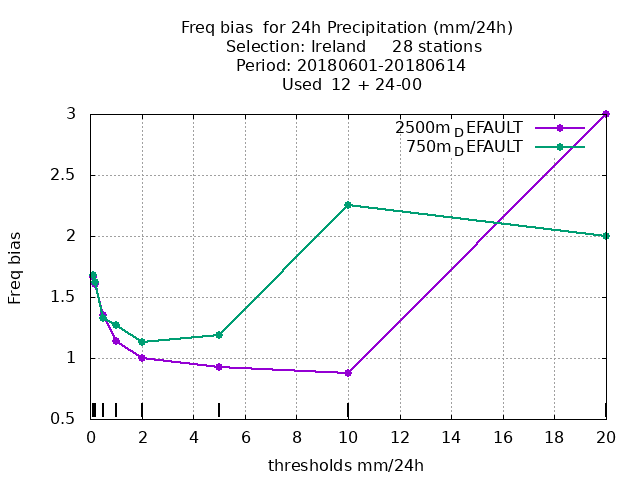 Freq bias  for 24h Precipitation (mm/24h)
Selection: Ireland     28 stations
Period: 20180601-20180614
Used  12 + 24-00
2500m_DEFAULT
750m_DEFAULT
3
2.5
2
1.5
1
0.5
Freq bias
0 2 4 6 8 10 12 14 16 18 20
thresholds mm/24h